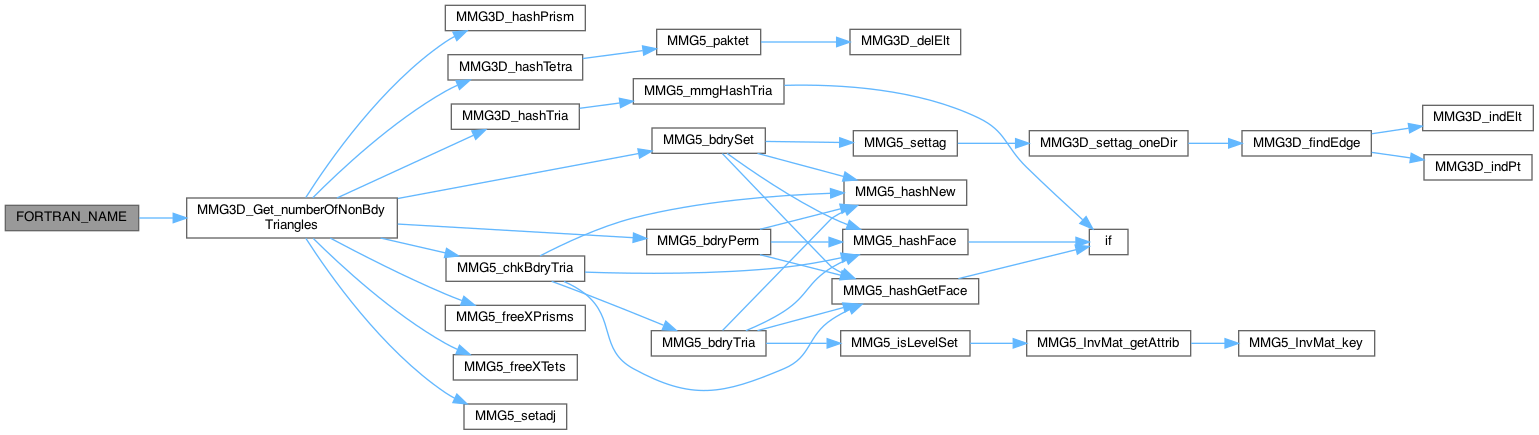 FORTRAN_NAME
MMG3D_Get_numberOfNonBdy
Triangles
MMG3D_hashPrism
MMG3D_hashTetra
MMG3D_hashTria
MMG5_bdrySet
MMG5_bdryPerm
MMG5_chkBdryTria
MMG5_freeXPrisms
MMG5_freeXTets
MMG5_setadj
MMG5_paktet
MMG3D_delElt
MMG5_mmgHashTria
MMG5_settag
MMG3D_settag_oneDir
MMG3D_findEdge
MMG3D_indElt
MMG3D_indPt
MMG5_hashNew
MMG5_hashFace
MMG5_hashGetFace
if
MMG5_bdryTria
MMG5_isLevelSet
MMG5_InvMat_getAttrib
MMG5_InvMat_key